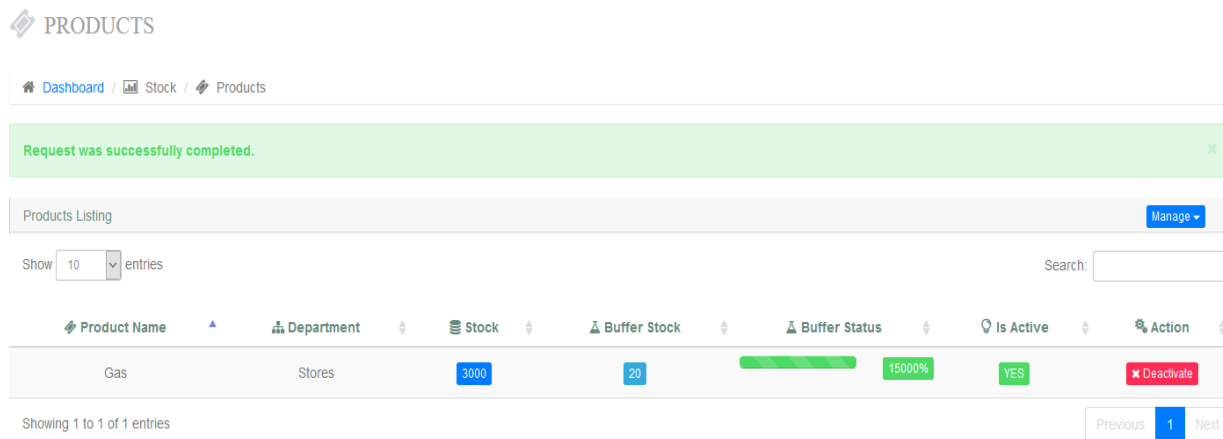 PRODUCTS
Dashboard / Stock / Products
Request was successfully completed. ×
Products Listing Manage
Show 10 entries Search:
Product Name Department Stock Buffer Stock Buffer Status Is Active Action
Gas Stores 3000 20 15000% YES × Deactivate
Showing 1 to 1 of 1 entries Previous 1 Next